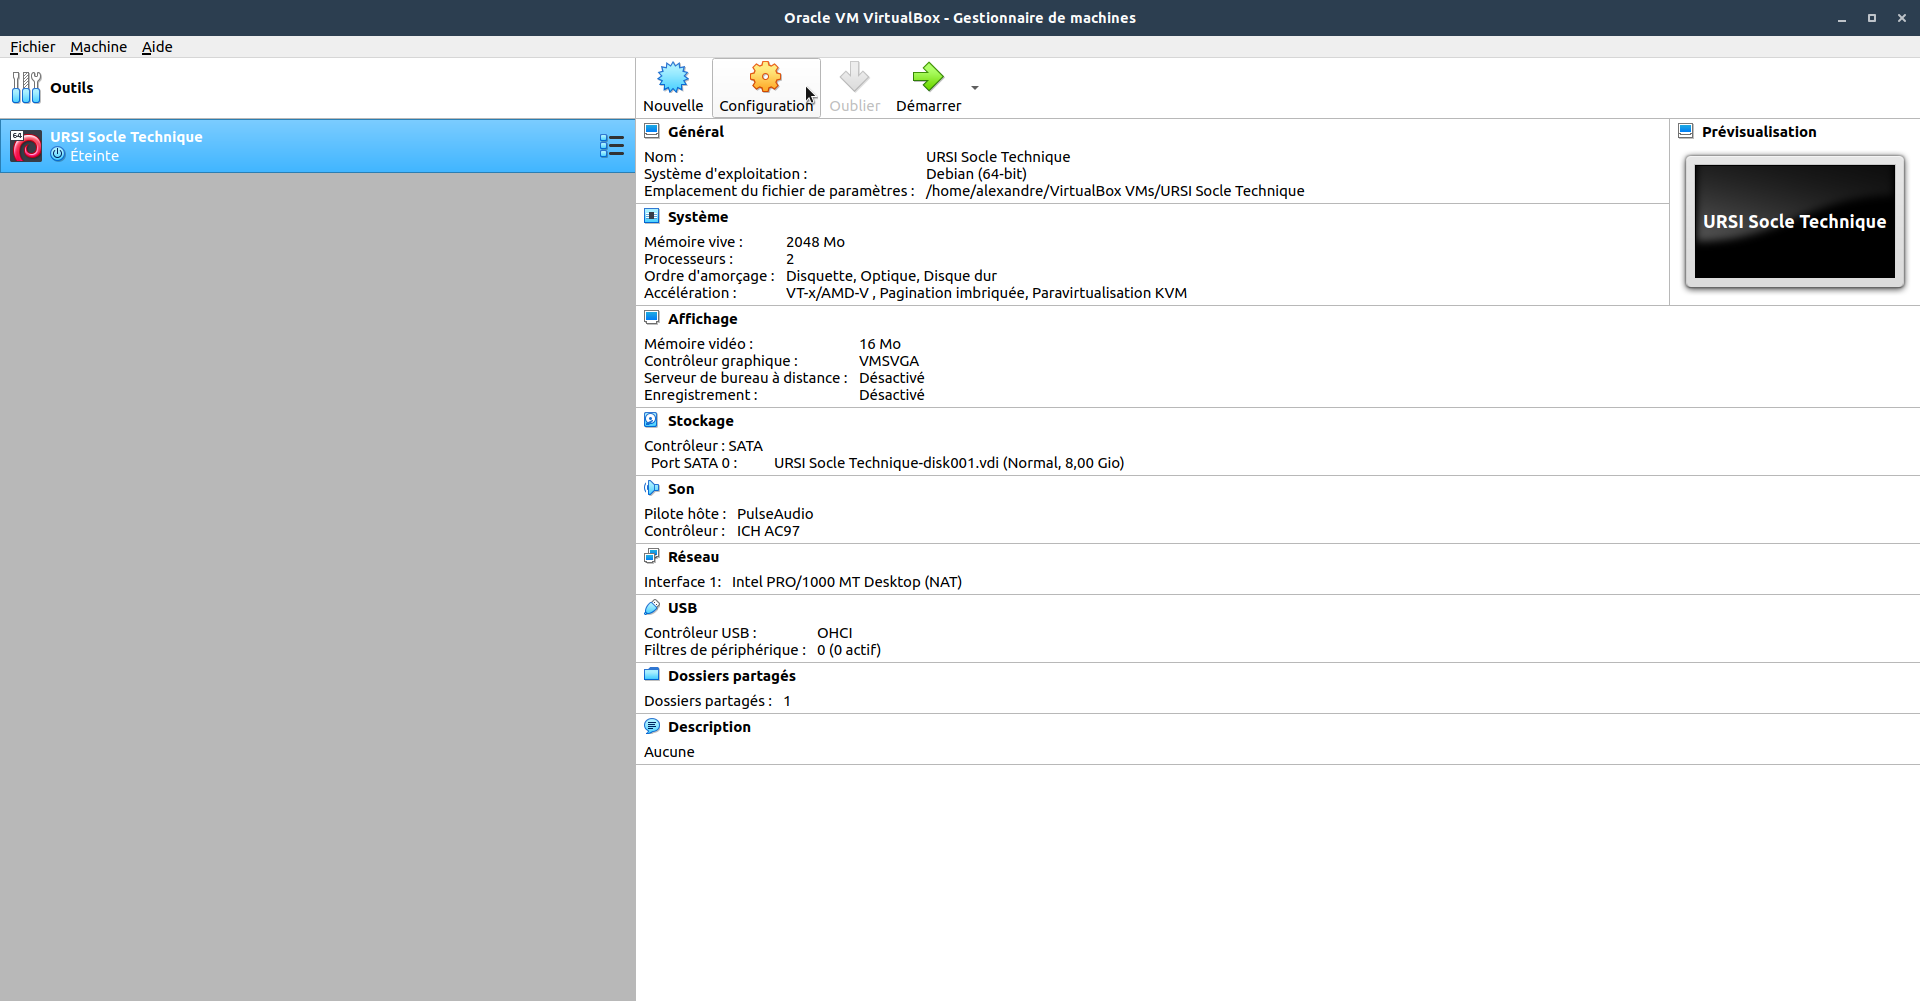 Oracle VM VirtualBox - Gestionnaire de machines
Fichier Machine Aide
Outils
Nouvelle Configuration Oublier Démarrer
64
URSI Socle Technique
Éteinte
Général
Nom : URSI Socle Technique
Système d'exploitation : Debian (64-bit)
Emplacement du fichier de paramètres : /home/alexandre/VirtualBox VMs/URSI Socle Technique
Système
Mémoire vive : 2048 Mo
Processeurs : 2
Ordre d'amorçage : Disquette, Optique, Disque dur
Accélération : VT-x/AMD-V , Pagination imbriquée, Paravirtualisation KVM
Prévisualisation
URSI Socle Technique
Affichage
Mémoire vidéo : 16 Mo
Contrôleur graphique : VMSVGA
Serveur de bureau à distance : Désactivé
Enregistrement : Désactivé
Stockage
Contrôleur : SATA
Port SATA 0 : URSI Socle Technique-disk001.vdi (Normal, 8,00 Gio)
Son
Pilote hôte : PulseAudio
Contrôleur : ICH AC97
Réseau
Interface 1: Intel PRO/1000 MT Desktop (NAT)
USB
Contrôleur USB : OHCI
Filtres de périphérique : 0 (0 actif)
Dossiers partagés
Dossiers partagés : 1
Description
Aucune